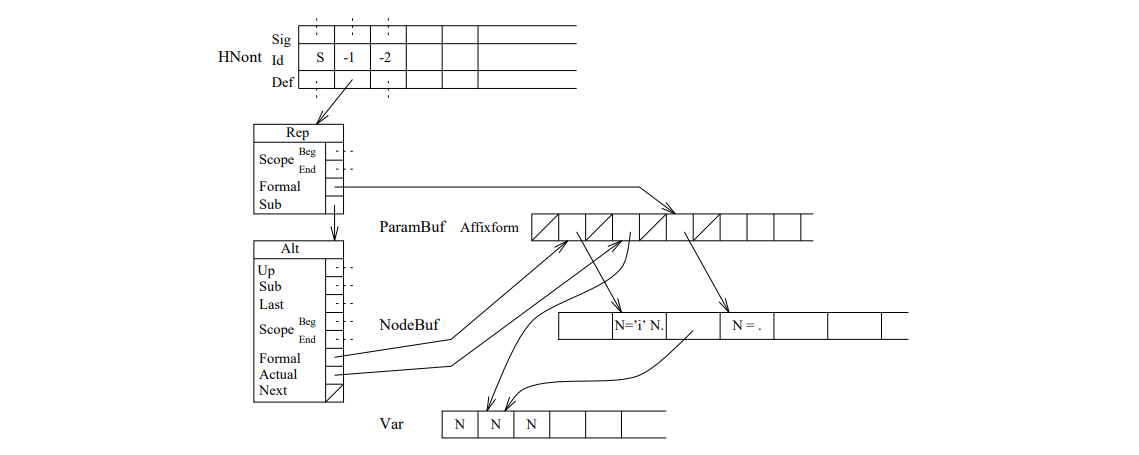 Sig
HNont Id S -1 -2
Def
Rep
Scope Beg
End
Formal
Sub
ParamBuf Affixform
Alt
Up
Sub
Last
Scope Beg
End
NodeBuf N='i' N. N = .
Formal
Actual
Next
Var N N N